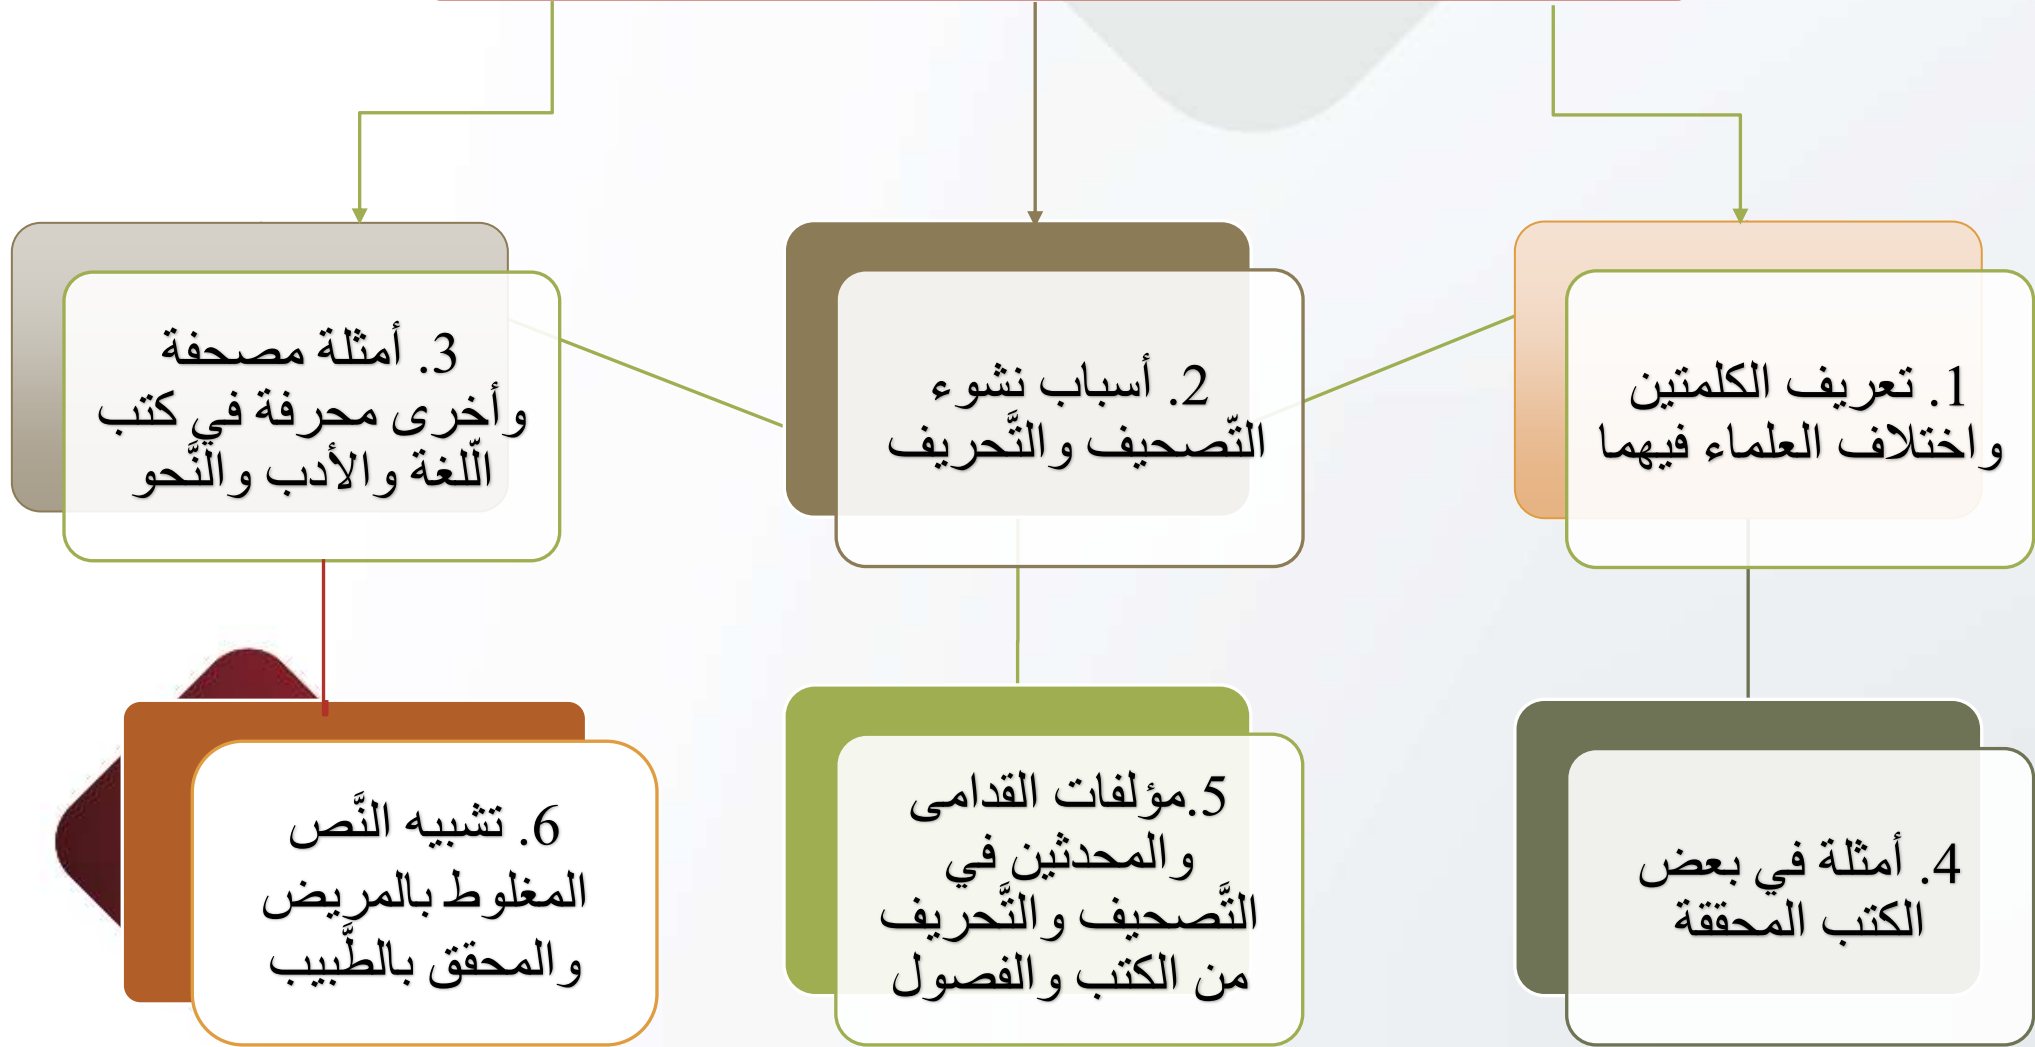 1. تعريف الكلمتين
واختلاف العلماء فيهما
2. أسباب نشوء
التّصحيف والتَّحريف
3. أمثلة مصحفة
وأخرى محرفة في كتب
الّلغة والأدب والنَّحو
4. أمثلة في بعض
الكتب المحققة
5.مؤلفات القدامى
والمحدثين في
التَّصحيف والتَّحريف
من الكتب والفصول
6. تشبيه النَّص
المغلوط بالمريض
والمحقق بالطَّبيب